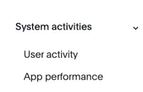 System activities
User activity
App performance